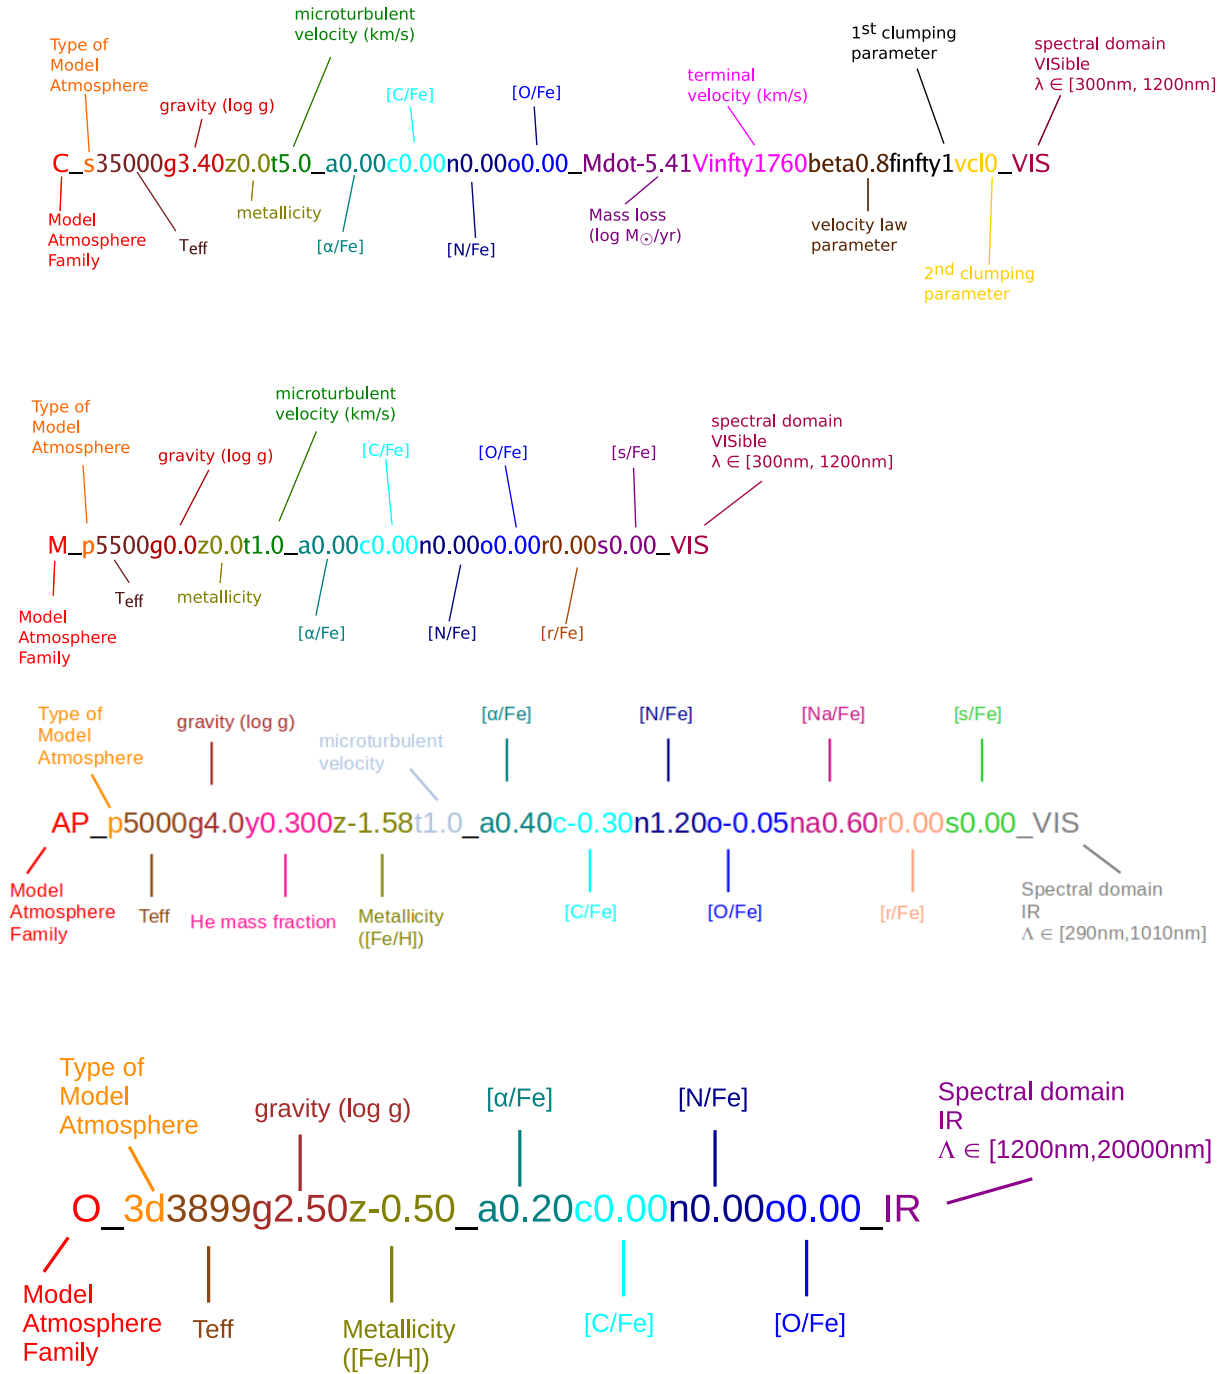 microturbulent
velocity (km/s)
1st clumping
parameter
Type of
Model
Atmosphere
spectral domain
VISible
λ ∈ [300nm, 1200nm]
gravity (log g)
[C/Fe]
[O/Fe]
terminal
velocity (km/s)
C_s35000g3.40z0.0t5.0_a0.00c0.00n0.00o0.00_Mdot-5.41Vinfty1760beta0.8finfty1vcl0_VIS
Model
Atmosphere
Family
Teff
metallicity
[α/Fe]
[N/Fe]
Mass loss
(log M☉/yr)
velocity law
parameter
2nd clumping
parameter
microturbulent
velocity (km/s)
Type of
Model
Atmosphere
gravity (log g)
[C/Fe]
[O/Fe]
[s/Fe]
spectral domain
VISible
λ ∈ [300nm, 1200nm]
M_p5500g0.0z0.0t1.0_a0.00c0.00n0.00o0.00r0.00s0.00_VIS
Model
Atmosphere
Family
Teff
metallicity
[α/Fe]
[N/Fe]
[r/Fe]
Type of
Model
Atmosphere
gravity (log g)
microturbulent
velocity
[α/Fe]
[N/Fe]
[Na/Fe]
[s/Fe]
AP_p5000g4.0y0.300z-1.58t1.0_a0.40c-0.30n1.20o-0.05na0.60r0.00s0.00_VIS
Model
Atmosphere
Family
Teff
He mass fraction
Metallicity
([Fe/H])
[C/Fe]
[O/Fe]
[r/Fe]
Spectral domain
IR
Λ ∈ [290nm,1010nm]
Type of
Model
Atmosphere
gravity (log g)
[α/Fe]
[N/Fe]
Spectral domain
IR
Λ ∈ [1200nm,20000nm]
O_3d3899g2.50z-0.50_a0.20c0.00n0.00o0.00_IR
Model
Atmosphere
Family
Teff
Metallicity
([Fe/H])
[C/Fe]
[O/Fe]